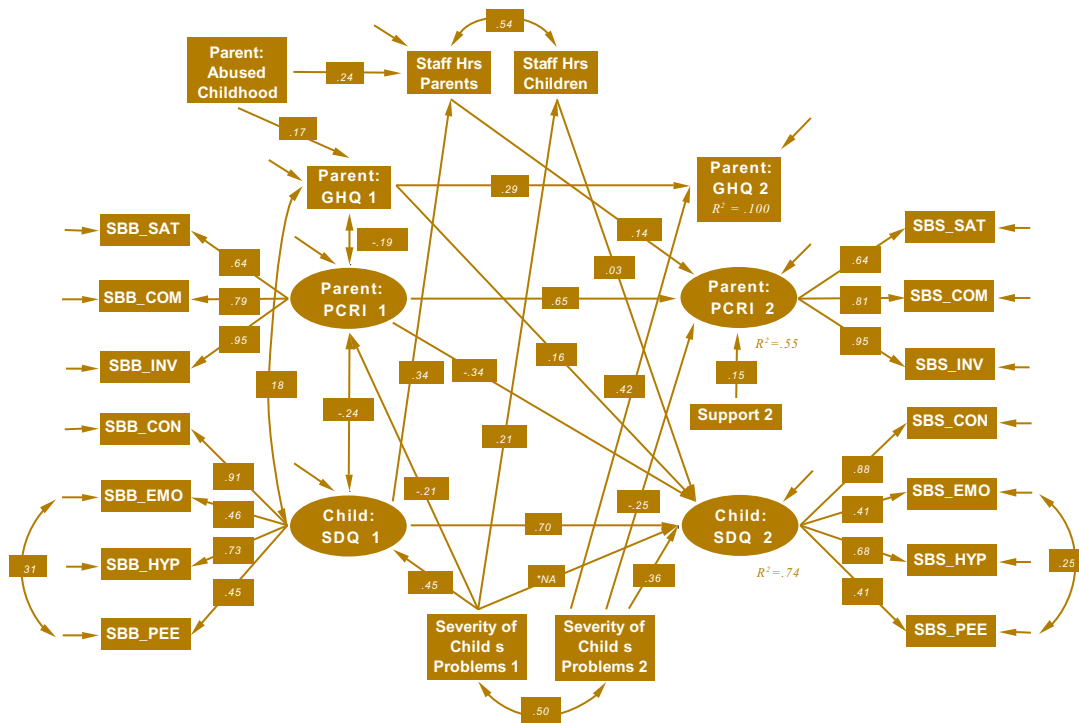 .54
Parent:
Abused
Childhood
Staff Hrs
Parents
Staff Hrs
Children
.24
.17
Parent:
GHQ 1
.29
Parent:
GHQ 2
R² = .100
SBB_SAT
-.19
.14
SBS_SAT
.64
.03
.64
SBB_COM
.79
Parent:
PCRI 1
.65
Parent:
PCRI 2
.81
SBS_COM
.95
.95
SBB_INV
R²=.55
SBS_INV
18
.34
-.34
.16
.42
.15
-.24
Support 2
SBB_CON
.21
SBS_CON
.91
.88
SBB_EMO
.46
-.21
-.25
.41
SBS_EMO
Child:
SDQ 1
.70
Child:
SDQ 2
.73
.68
SBB_HYP
SBS_HYP
.31
.25
.45
.45
*NA
.36
R²=.74
.41
SBB_PEE
SBS_PEE
Severity of
Child s
Problems 1
Severity of
Child s
Problems 2
.50